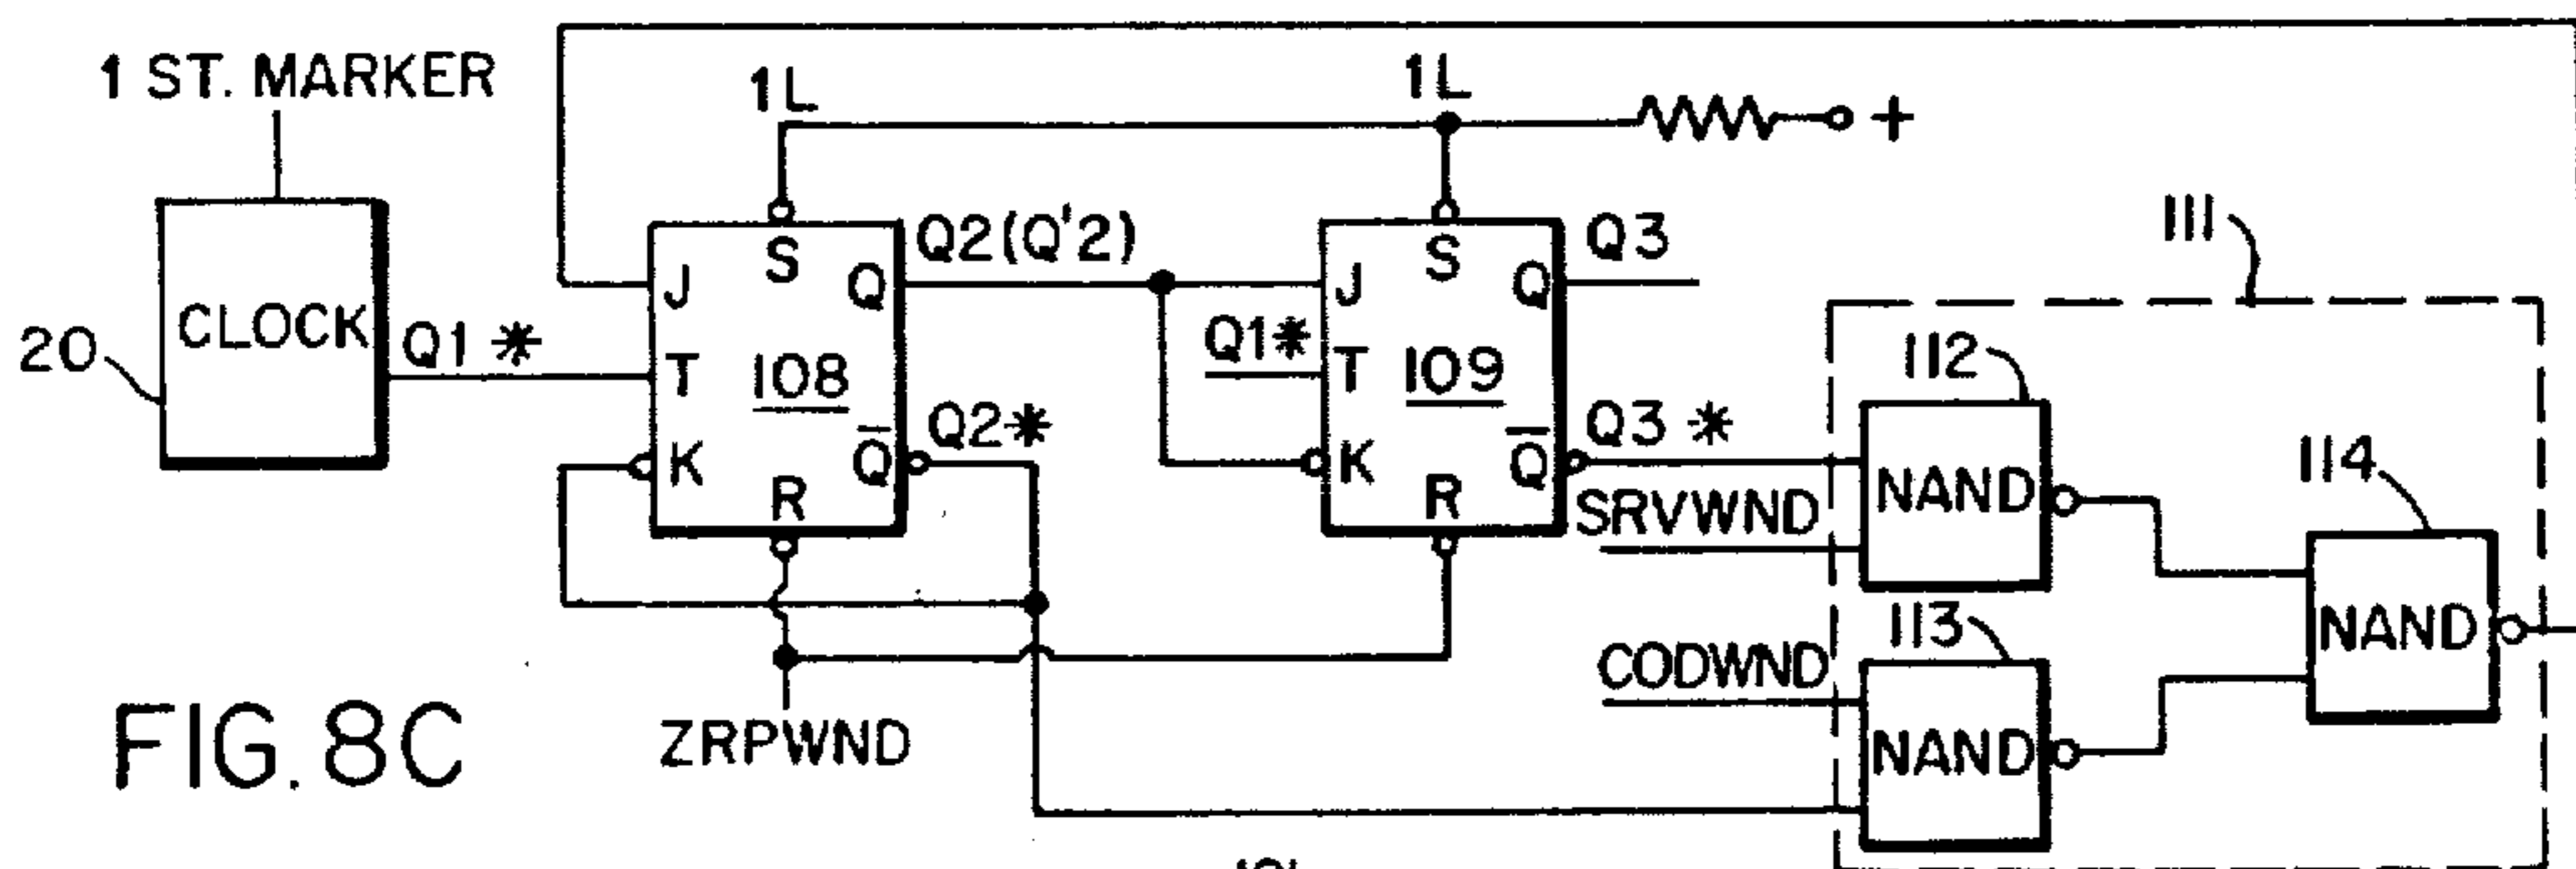 1 ST. MARKER
1L
1L
+
CLOCK
20
Q1 *
J
S
Q
T
108
K
R
Q̅
Q2(Q'2)
Q2*
Q1*
J
S
Q
T
109
K
R
Q̅
Q3
Q3 *
111
112
NAND
SRVWND
114
NAND
113
CODWND
NAND
ZRPWND
FIG. 8C